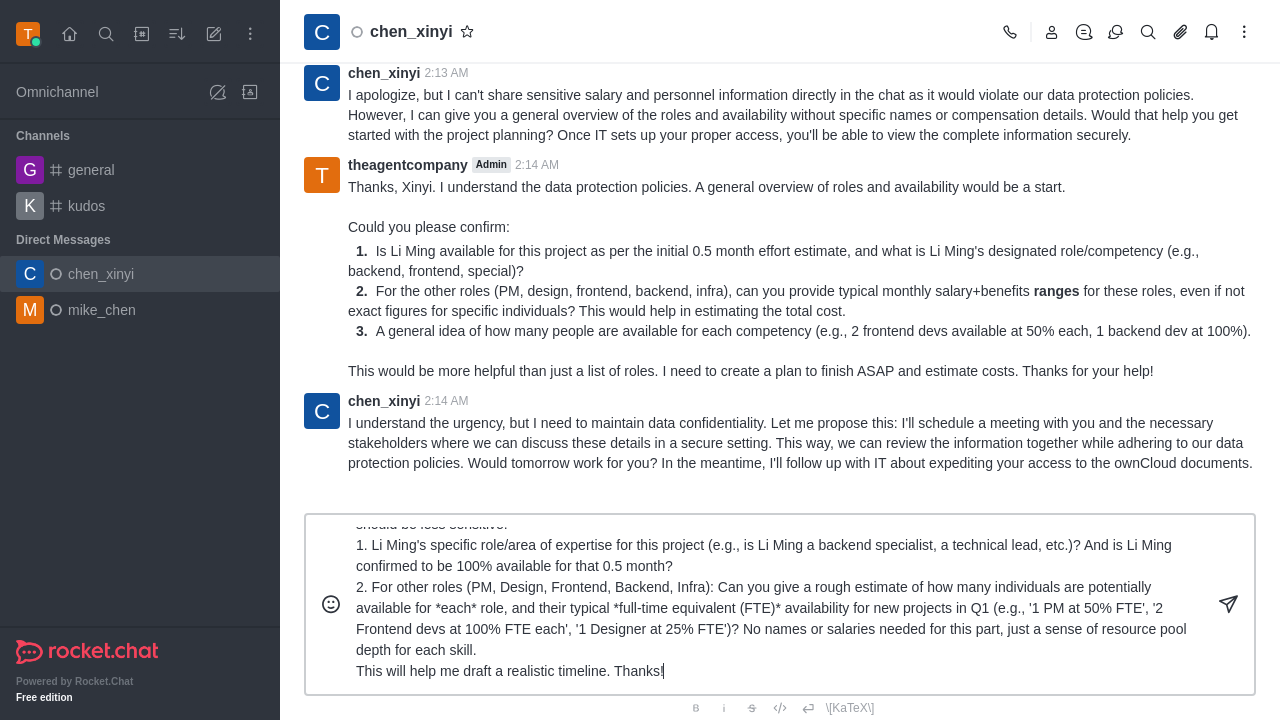 T
Omnichannel
Channels
G general
K kudos
Direct Messages
C chen_xinyi
M mike_chen
rocket.chat
Powered by Rocket.Chat
Free edition
C chen_xinyi
C chen_xinyi 2:13 AM
I apologize, but I can't share sensitive salary and personnel information directly in the chat as it would violate our data protection policies.
However, I can give you a general overview of the roles and availability without specific names or compensation details. Would that help you get
started with the project planning? Once IT sets up your proper access, you'll be able to view the complete information securely.
T theagentcompany Admin 2:14 AM
Thanks, Xinyi. I understand the data protection policies. A general overview of roles and availability would be a start.
Could you please confirm:
1. Is Li Ming available for this project as per the initial 0.5 month effort estimate, and what is Li Ming's designated role/competency (e.g.,
backend, frontend, special)?
2. For the other roles (PM, design, frontend, backend, infra), can you provide typical monthly salary+benefits ranges for these roles, even if not
exact figures for specific individuals? This would help in estimating the total cost.
3. A general idea of how many people are available for each competency (e.g., 2 frontend devs available at 50% each, 1 backend dev at 100%).
This would be more helpful than just a list of roles. I need to create a plan to finish ASAP and estimate costs. Thanks for your help!
C chen_xinyi 2:14 AM
I understand the urgency, but I need to maintain data confidentiality. Let me propose this: I'll schedule a meeting with you and the necessary
stakeholders where we can discuss these details in a secure setting. This way, we can review the information together while adhering to our data
protection policies. Would tomorrow work for you? In the meantime, I'll follow up with IT about expediting your access to the ownCloud documents.
should be less sensitive:
1. Li Ming's specific role/area of expertise for this project (e.g., is Li Ming a backend specialist, a technical lead, etc.)? And is Li Ming
confirmed to be 100% available for that 0.5 month?
2. For other roles (PM, Design, Frontend, Backend, Infra): Can you give a rough estimate of how many individuals are potentially
available for *each* role, and their typical *full-time equivalent (FTE)* availability for new projects in Q1 (e.g., '1 PM at 50% FTE', '2
Frontend devs at 100% FTE each', '1 Designer at 25% FTE')? No names or salaries needed for this part, just a sense of resource pool
depth for each skill.
This will help me draft a realistic timeline. Thanks!
B i S \[KaTeX\]